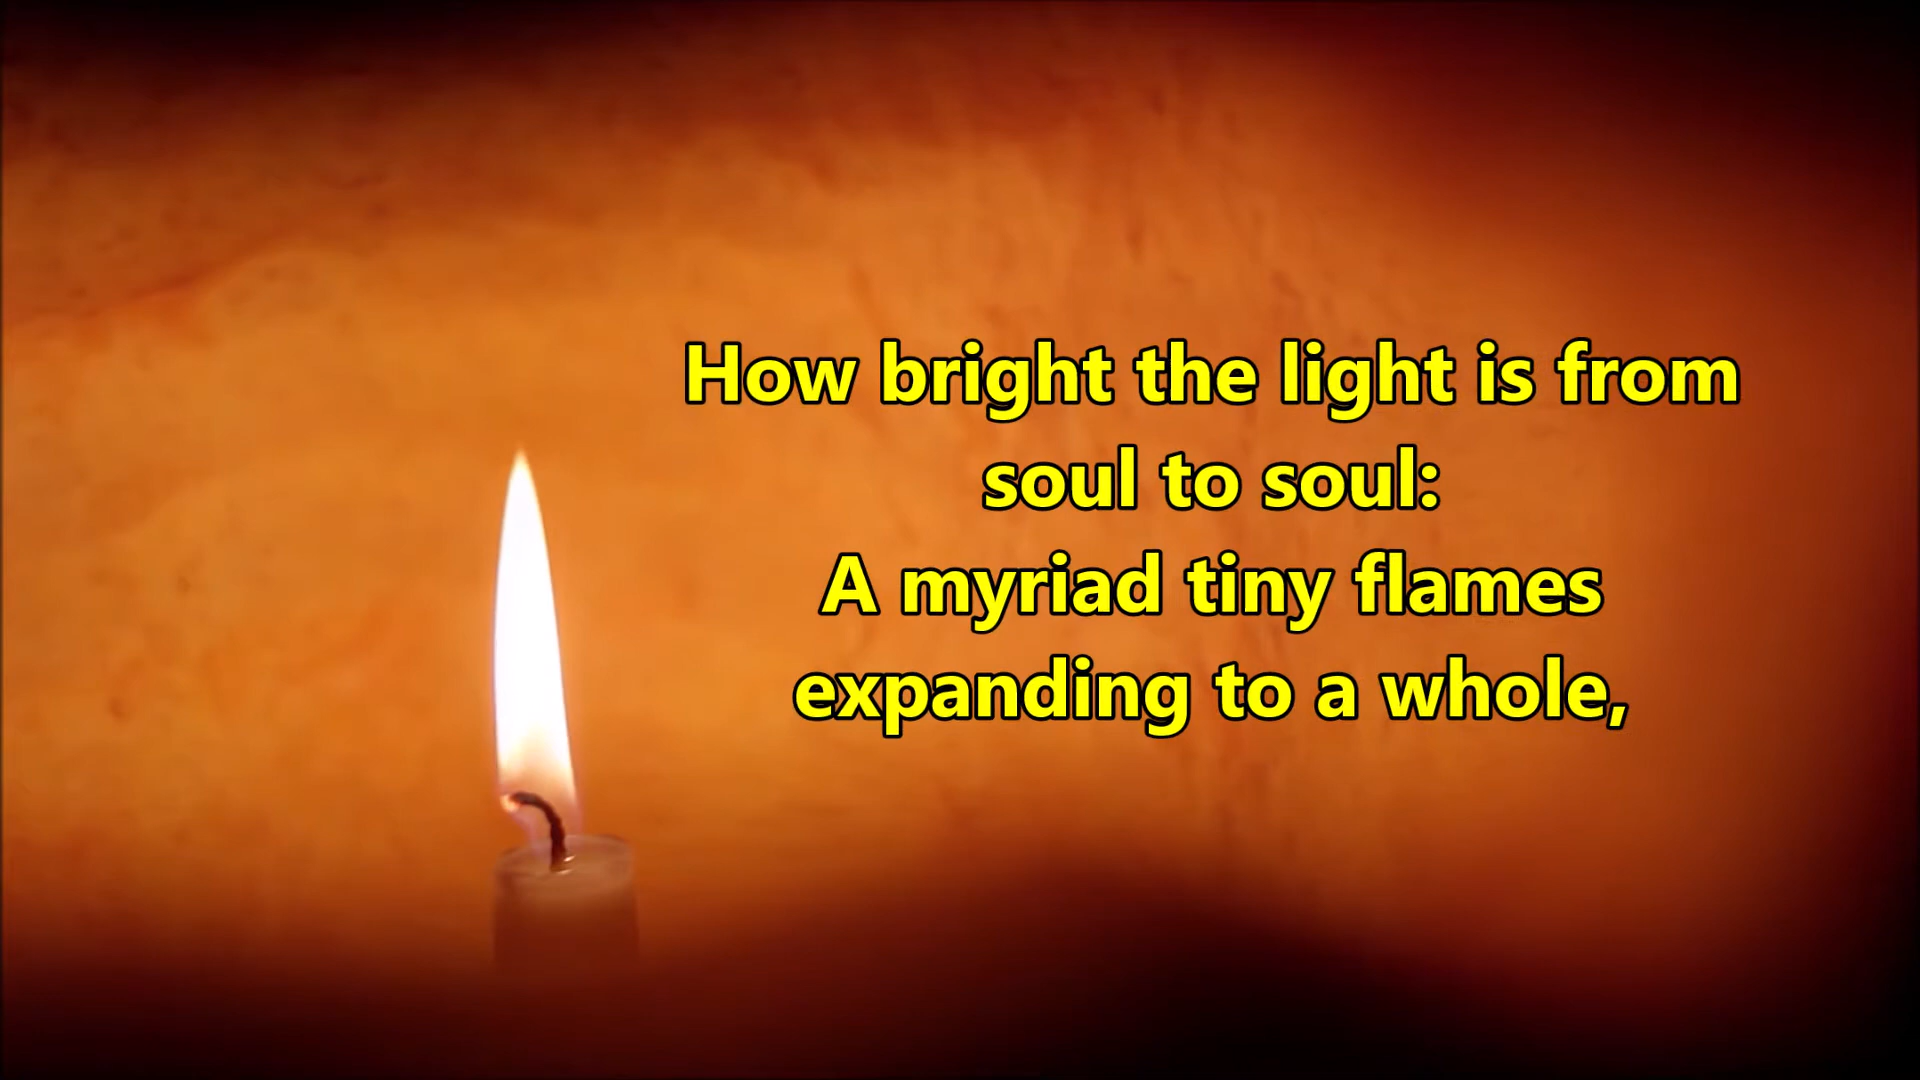 How bright the light is from
soul to soul:
A myriad tiny flames
expanding to a whole,